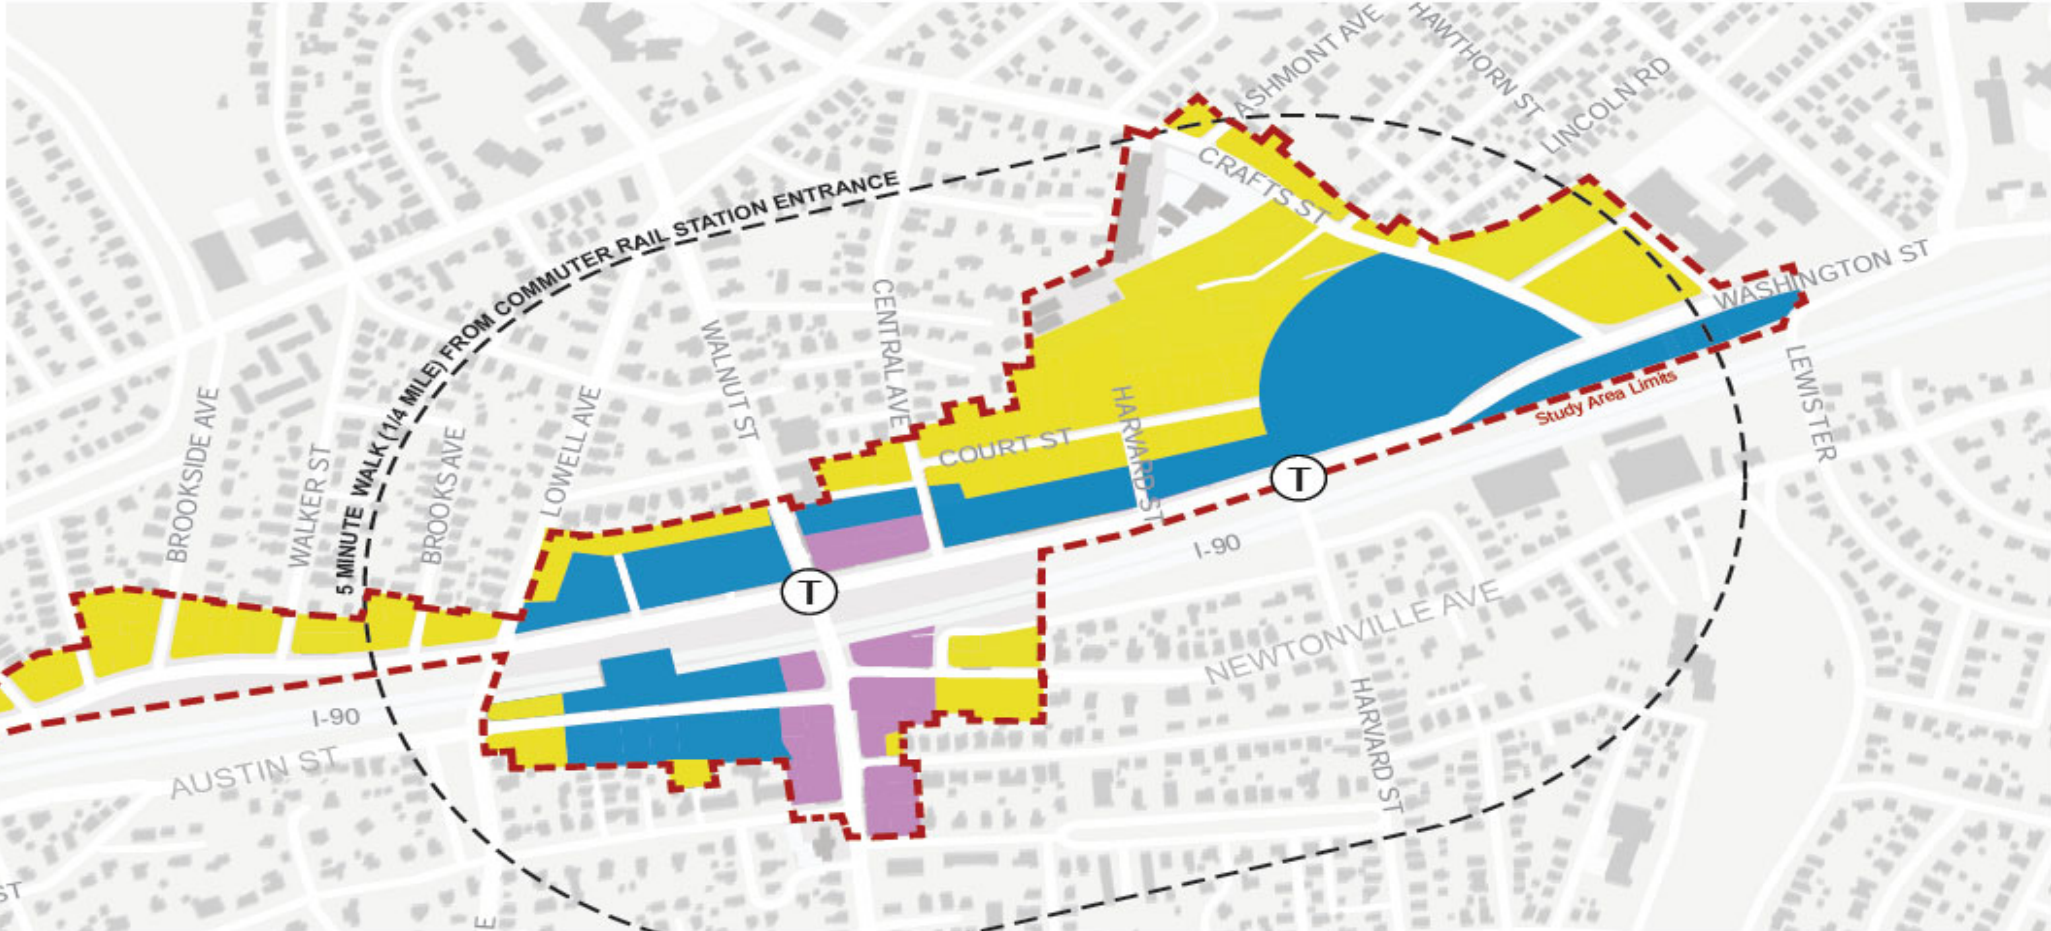 ASHMONT AVE
HAWTHORN ST
LINCOLN RD
CRAFTS ST
5 MINUTE WALK (1/4 MILE) FROM COMMUTER RAIL STATION ENTRANCE
WASHINGTON ST
CENTRAL AVE
WALNUT ST
LOWELL AVE
BROOKSIDE AVE
WALKER ST
BROOKS AVE
HARVARD ST
COURT ST
Study Area Limits
LEWISTER
T
T
I-90
NEWTONVILLE AVE
HARVARD ST
I-90
AUSTIN ST
ST
E